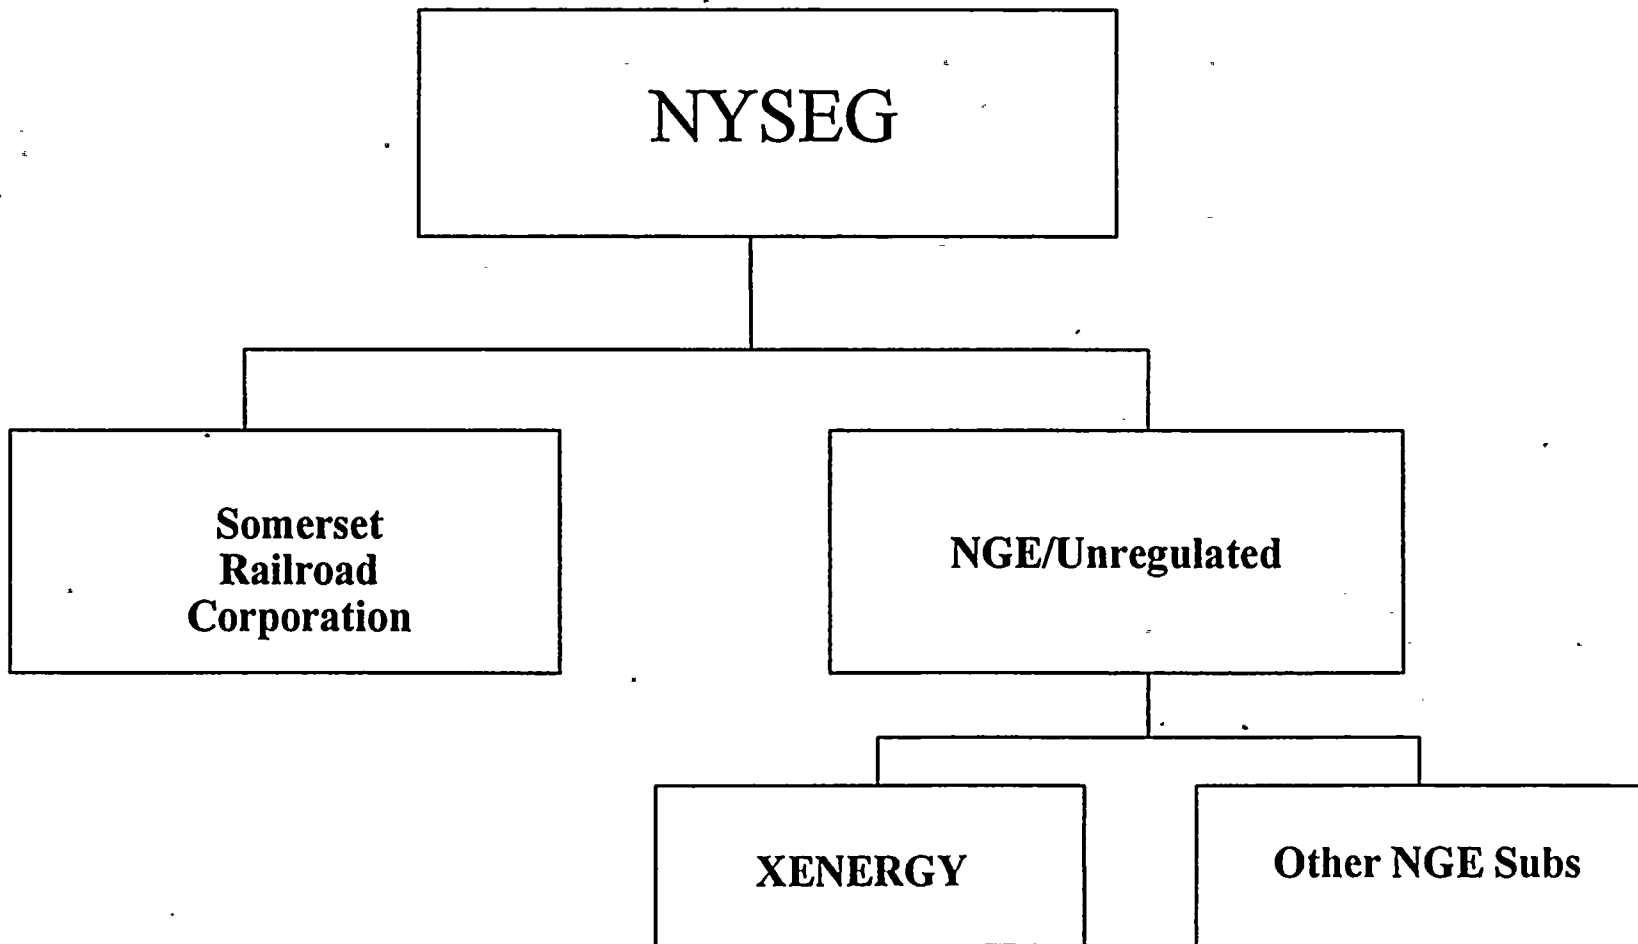 NYSEG
Somerset
Railroad
Corporation
NGE/Unregulated
XENERGY
Other NGE Subs